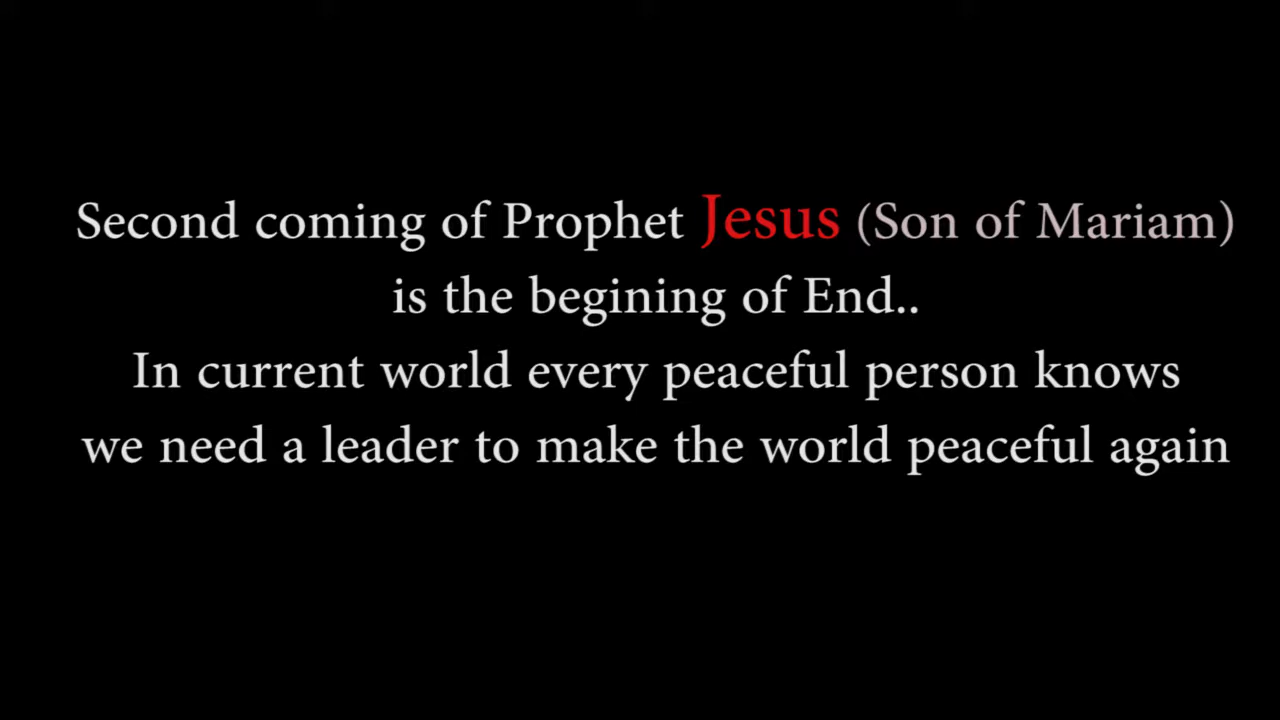 Second coming of Prophet Jesus (Son of Mariam)
is the begining of End..
In current world every peaceful person knows
we need a leader to make the world peaceful again